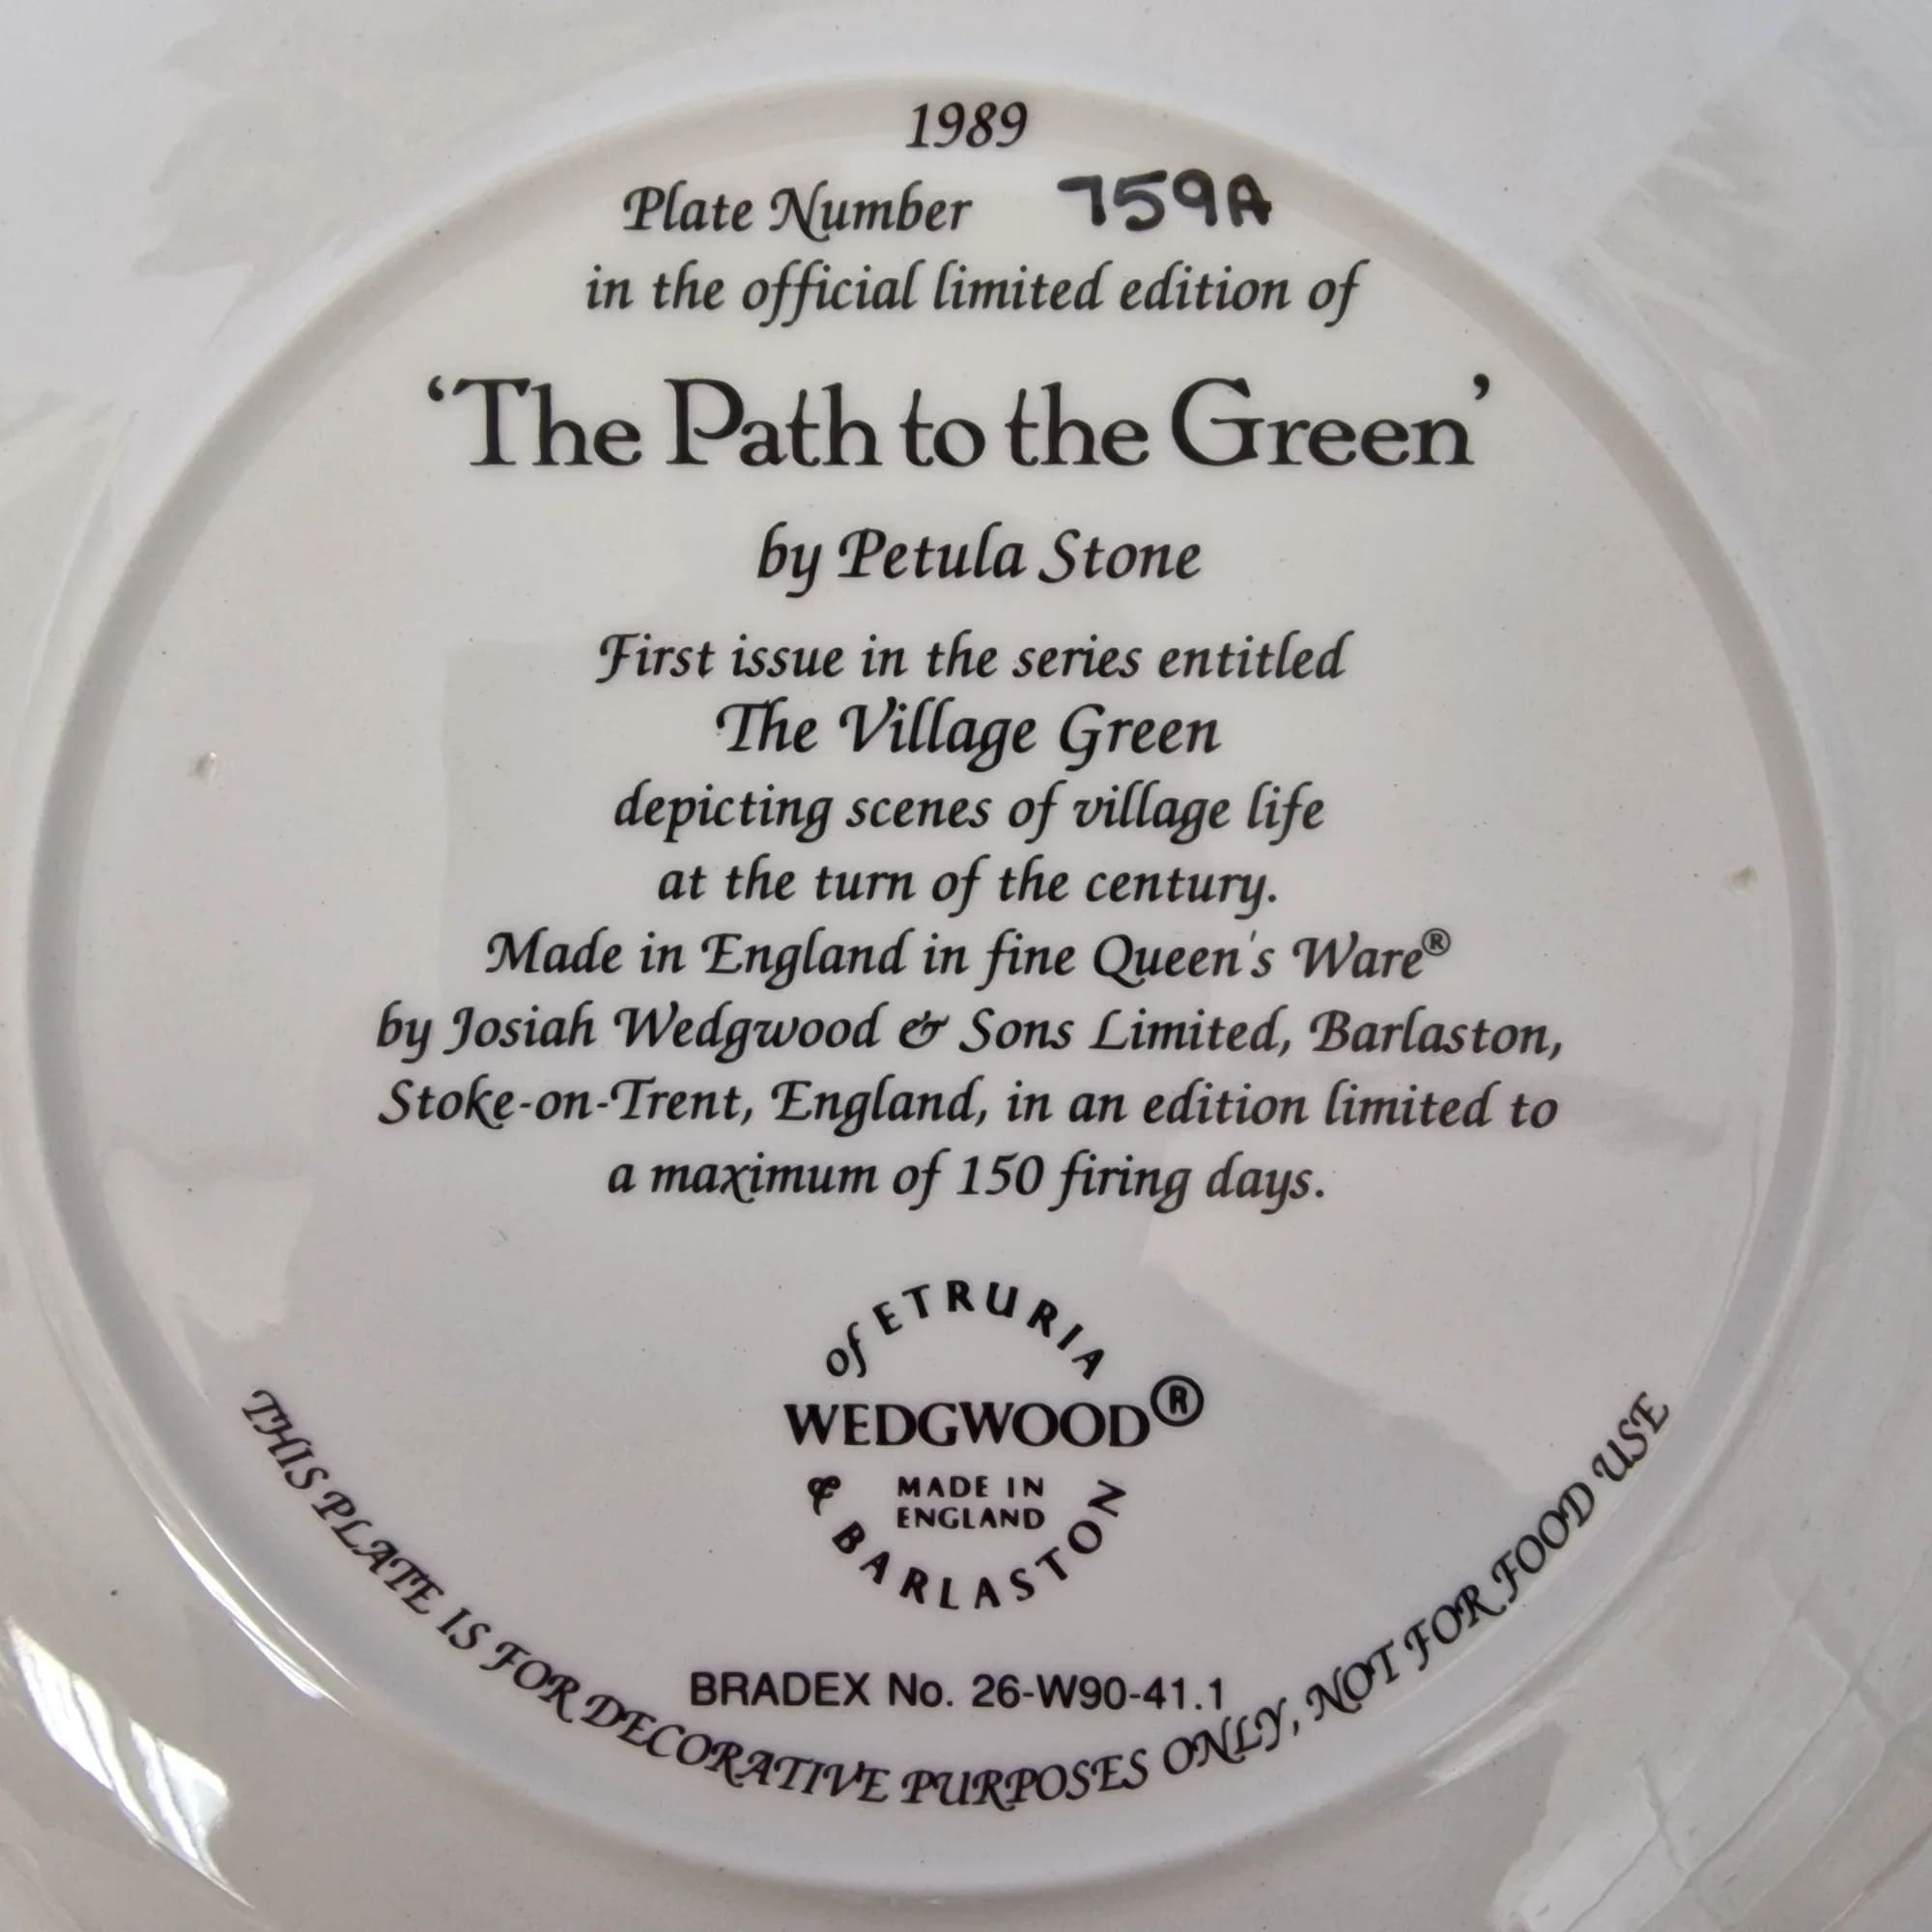 1989
Plate Number 759A
in the official limited edition of
‘The Path to the Green’
by Petula Stone
First issue in the series entitled
The Village Green
depicting scenes of village life
at the turn of the century.
Made in England in fine Queen's Ware®
by Josiah Wedgwood & Sons Limited, Barlaston,
Stoke-on-Trent, England, in an edition limited to
a maximum of 150 firing days.
of ETRURIA
WEDGWOOD®
MADE IN
ENGLAND
& BARLASTON
BRADEX No. 26-W90-41.1
THIS PLATE IS FOR DECORATIVE PURPOSES ONLY, NOT FOR FOOD USE